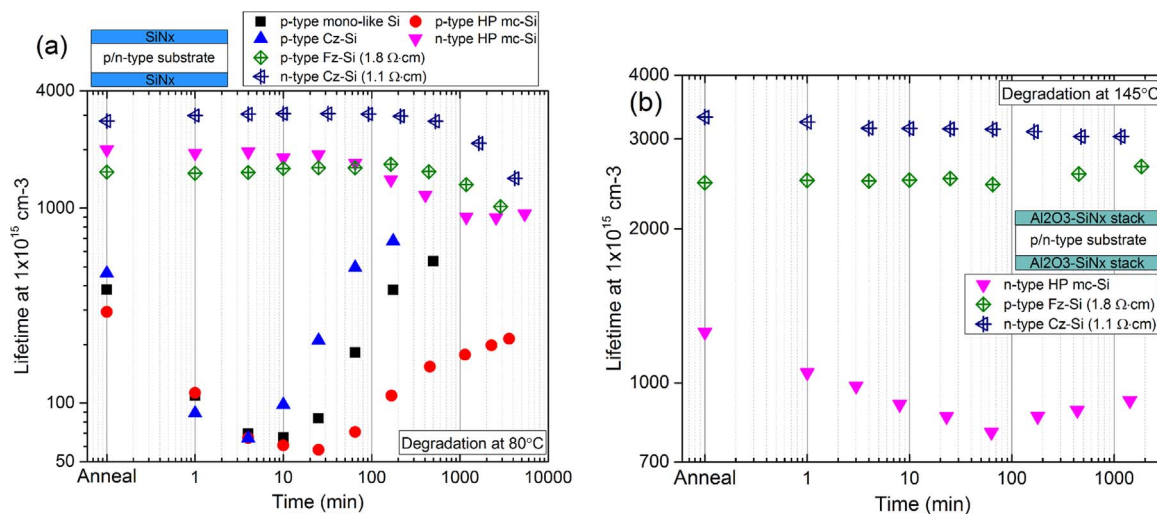 (a)
SiNx
p/n-type substrate
SiNx
p-type mono-like Si
p-type HP mc-Si
p-type Cz-Si
n-type HP mc-Si
p-type Fz-Si (1.8 Ω·cm)
n-type Cz-Si (1.1 Ω·cm)
Lifetime at 1x10¹⁵ cm-3
4000
1000
100
50
Degradation at 80°C
Anneal
1
10
100
1000
10000
Time (min)
(b)
Degradation at 145°C
Lifetime at 1x10¹⁵ cm-3
4000
3000
2000
1000
700
Al2O3-SiNx stack
p/n-type substrate
Al2O3-SiNx stack
n-type HP mc-Si
p-type Fz-Si (1.8 Ω·cm)
n-type Cz-Si (1.1 Ω·cm)
Anneal
1
10
100
1000
Time (min)